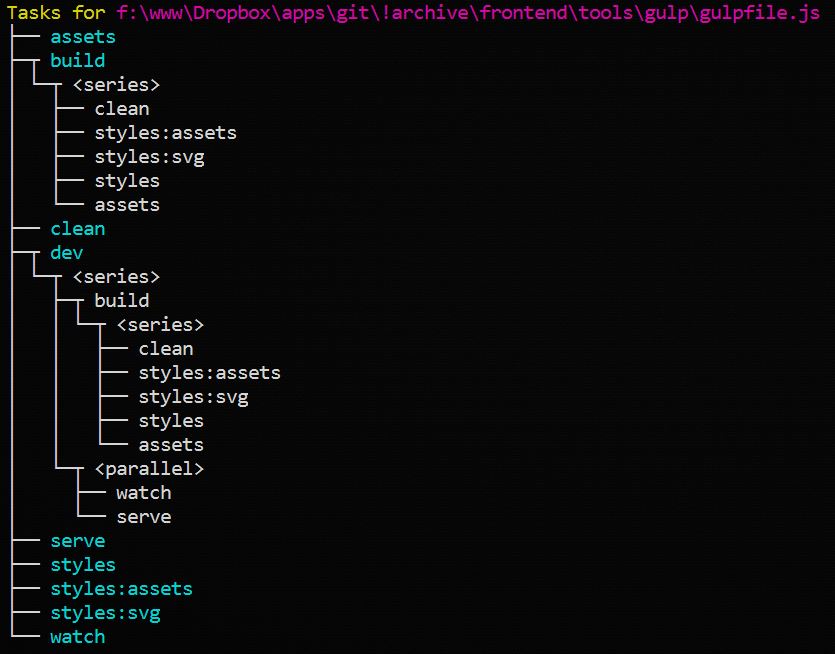 Tasks for f:\www\Dropbox\apps\git\!archive\frontend\tools\gulp\gulpfile.js
├── assets
├─┬ build
│ └─┬ <series>
│   ├── clean
│   ├── styles:assets
│   ├── styles:svg
│   ├── styles
│   └── assets
├── clean
├─┬ dev
│ └─┬ <series>
│   ├─┬ build
│   │ └─┬ <series>
│   │   ├── clean
│   │   ├── styles:assets
│   │   ├── styles:svg
│   │   ├── styles
│   │   └── assets
│   └─┬ <parallel>
│     ├── watch
│     └── serve
├── serve
├── styles
├── styles:assets
├── styles:svg
└── watch